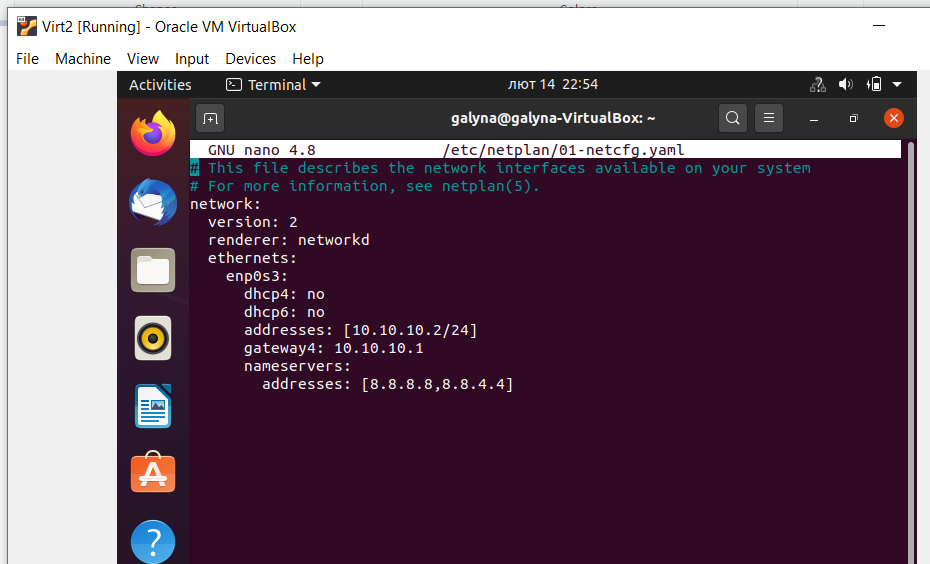 Virt2 [Running] - Oracle VM VirtualBox
File Machine View Input Devices Help
Activities Terminal лют 14 22:54
galyna@galyna-VirtualBox: ~
GNU nano 4.8 /etc/netplan/01-netcfg.yaml
# This file describes the network interfaces available on your system
# For more information, see netplan(5).
network:
version: 2
renderer: networkd
ethernets:
enp0s3:
dhcp4: no
dhcp6: no
addresses: [10.10.10.2/24]
gateway4: 10.10.10.1
nameservers:
addresses: [8.8.8.8,8.8.4.4]